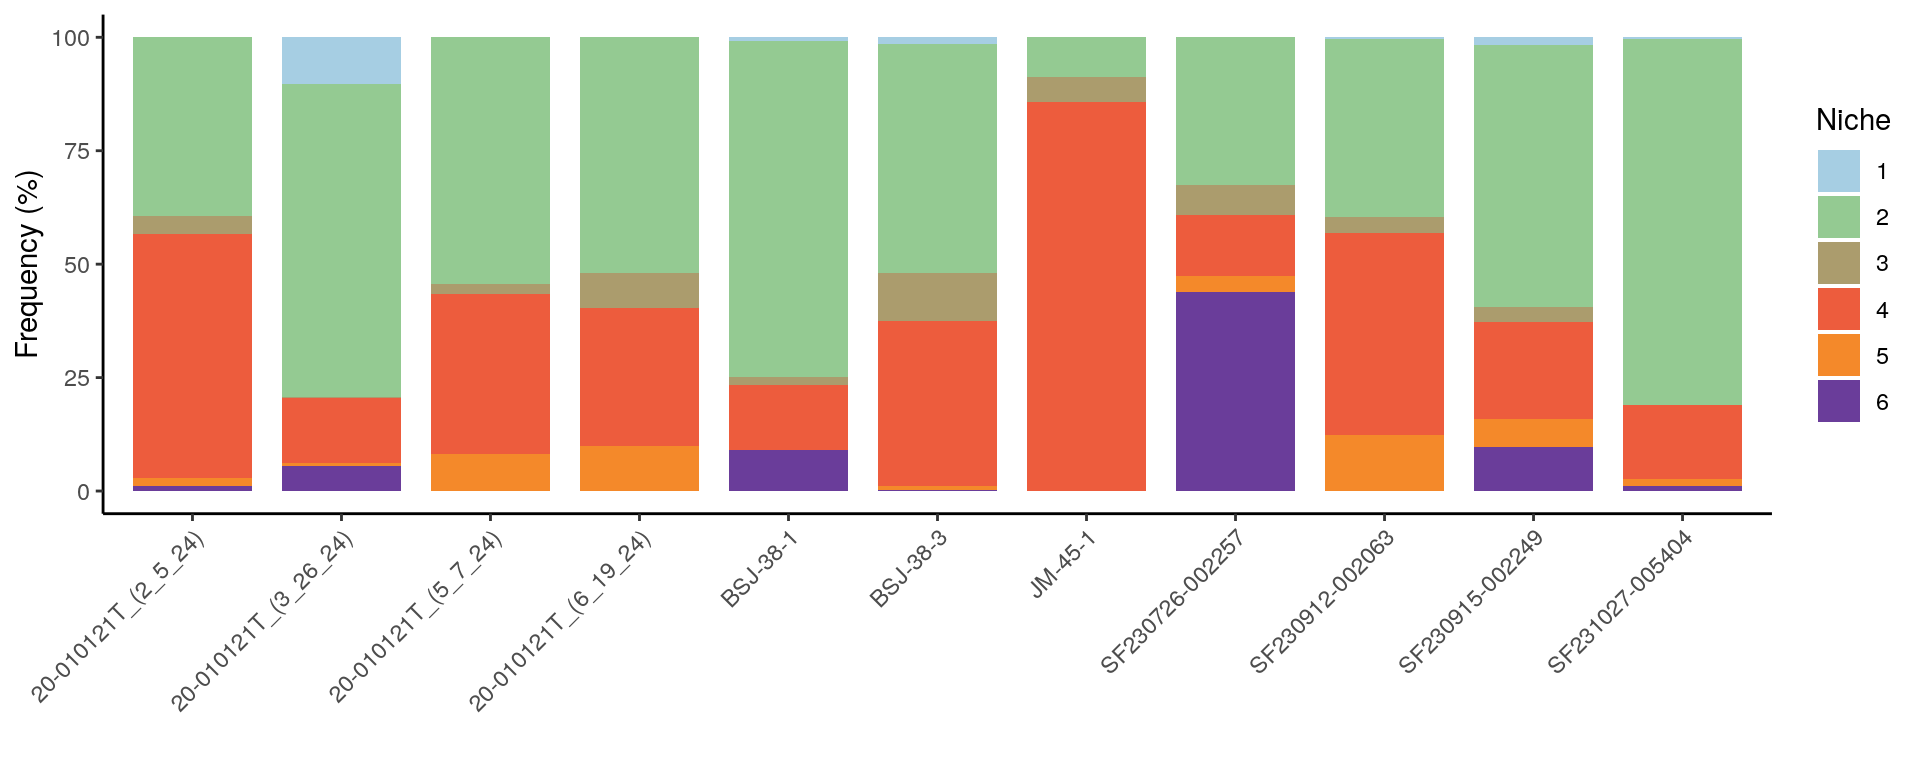 Frequency (%)
100
75
50
25
0
20-010121T_(2_5_24)
20-010121T_(3_26_24)
20-010121T_(5_7_24)
20-010121T_(6_19_24)
BSJ-38-1
BSJ-38-3
JM-45-1
SF230726-002257
SF230912-002063
SF230915-002249
SF231027-005404
Niche
1
2
3
4
5
6